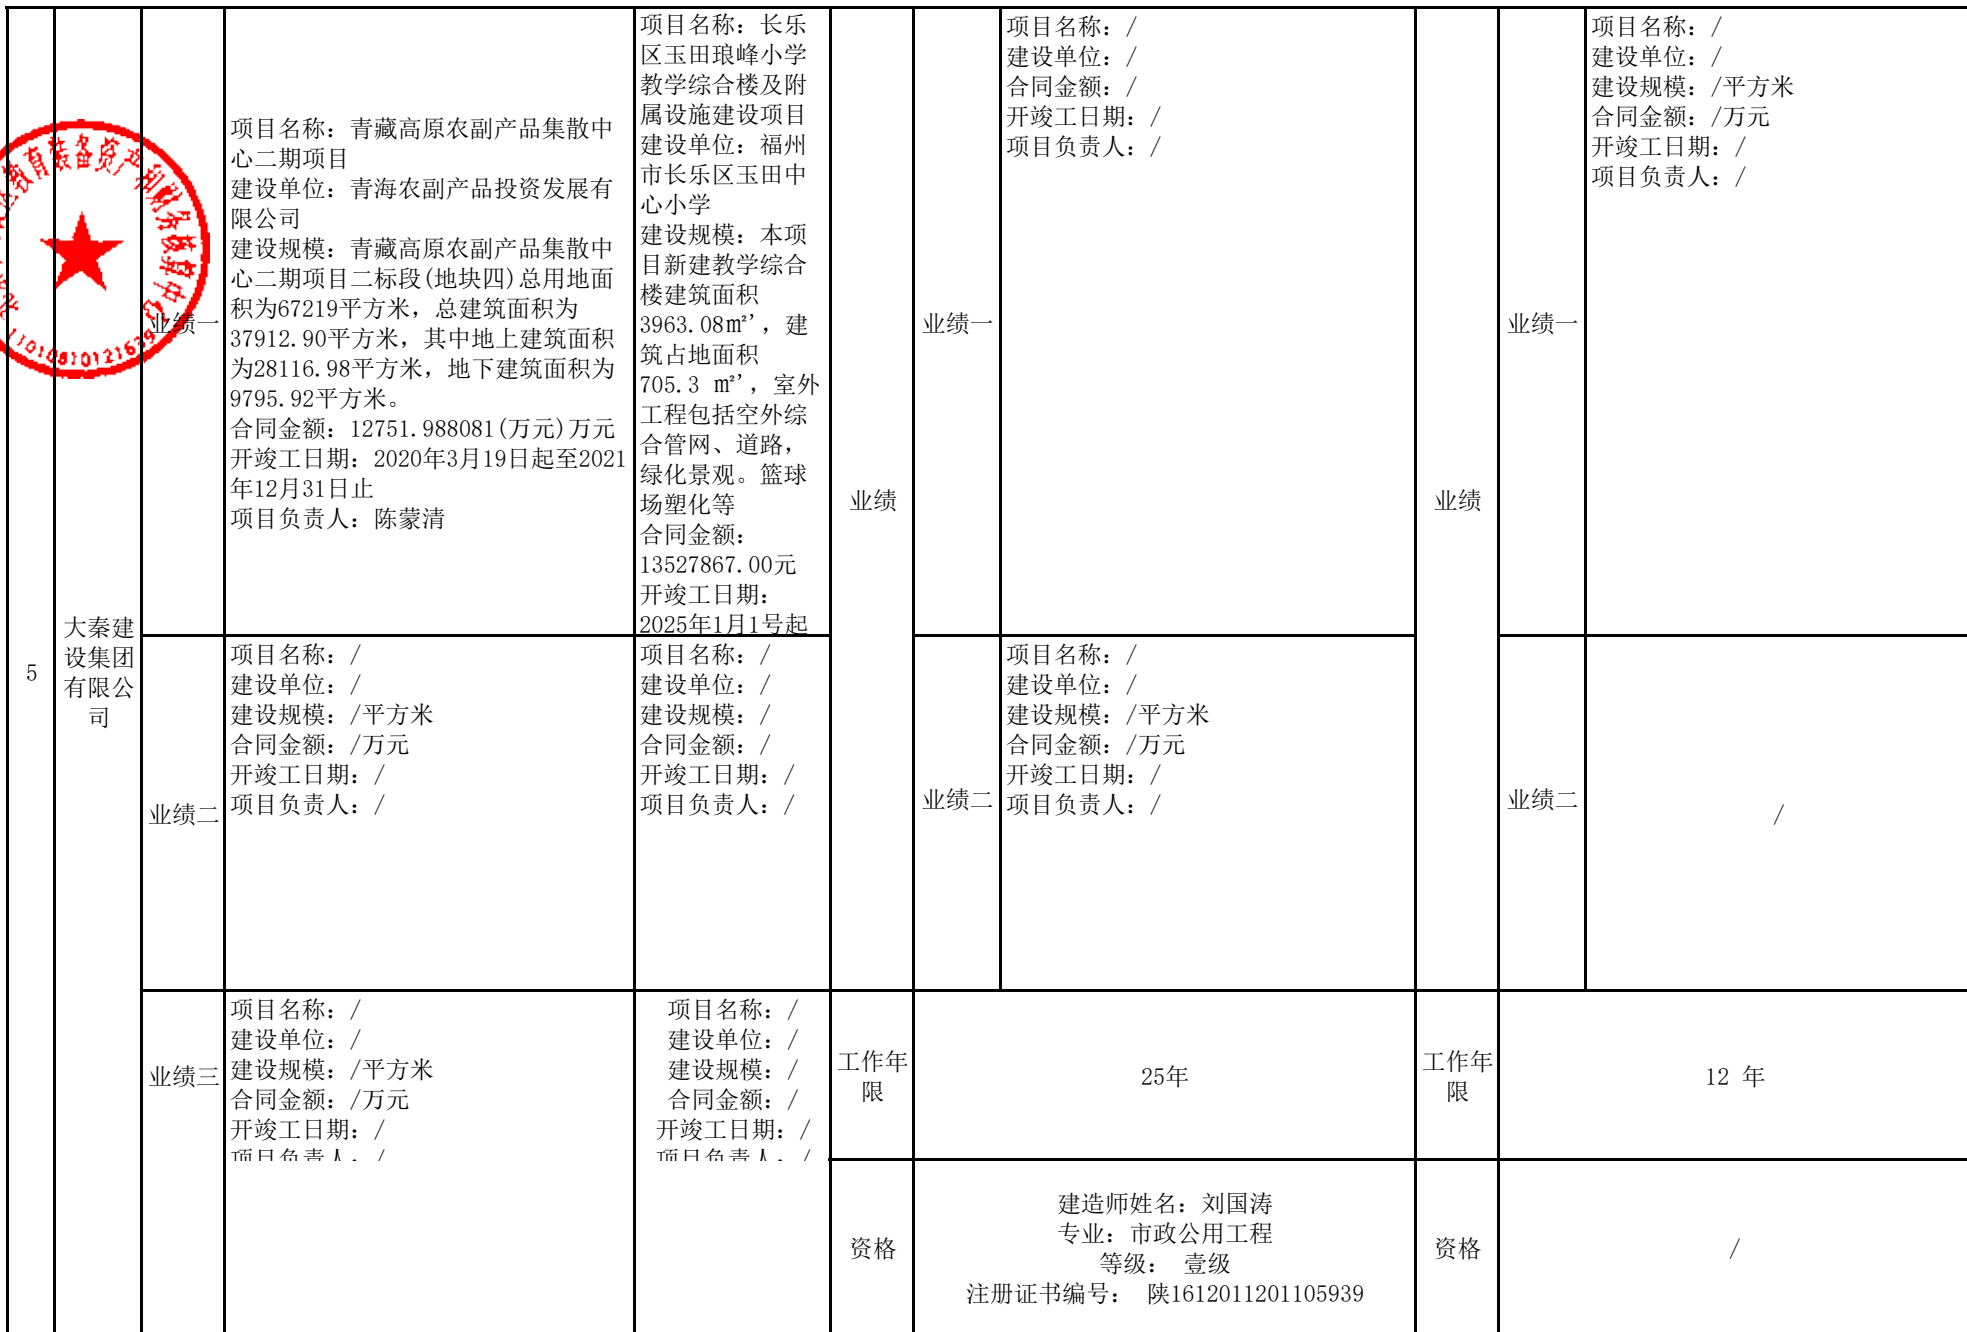 5
大秦建
设集团
有限公
司
业绩一
项目名称：青藏高原农副产品集散中
心二期项目
建设单位：青海农副产品投资发展有
限公司
建设规模：青藏高原农副产品集散中
心二期项目二标段(地块四)总用地面
积为67219平方米，总建筑面积为
37912.90平方米，其中地上建筑面积
为28116.98平方米，地下建筑面积为
9795.92平方米。
合同金额：12751.988081(万元)万元
开竣工日期：2020年3月19日起至2021
年12月31日止
项目负责人：陈蒙清
项目名称：长乐
区玉田琅峰小学
教学综合楼及附
属设施建设项目
建设单位：福州
市长乐区玉田中
心小学
建设规模：本项
目新建教学综合
楼建筑面积
3963.08㎡’，建
筑占地面积
705.3 ㎡’，室外
工程包括空外综
合管网、道路，
绿化景观。篮球
场塑化等
合同金额：
13527867.00元
开竣工日期：
2025年1月1号起
业绩
业绩一
项目名称：/
建设单位：/
合同金额：/
开竣工日期：/
项目负责人：/
业绩
业绩一
项目名称：/
建设单位：/
建设规模：/平方米
合同金额：/万元
开竣工日期：/
项目负责人：/
业绩二
项目名称：/
建设单位：/
建设规模：/平方米
合同金额：/万元
开竣工日期：/
项目负责人：/
项目名称：/
建设单位：/
建设规模：/
合同金额：/
开竣工日期：/
项目负责人：/
业绩二
项目名称：/
建设单位：/
建设规模：/平方米
合同金额：/万元
开竣工日期：/
项目负责人：/
业绩二
/
业绩三
项目名称：/
建设单位：/
建设规模：/平方米
合同金额：/万元
开竣工日期：/
项目负责人：/
项目名称：/
建设单位：/
建设规模：/
合同金额：/
开竣工日期：/
项目负责人：/
工作年
限
25年
工作年
限
12 年
资格
建造师姓名：刘国涛
专业：市政公用工程
等级： 壹级
注册证书编号： 陕1612011201105939
资格
/
教育装备资产和财务核算中心